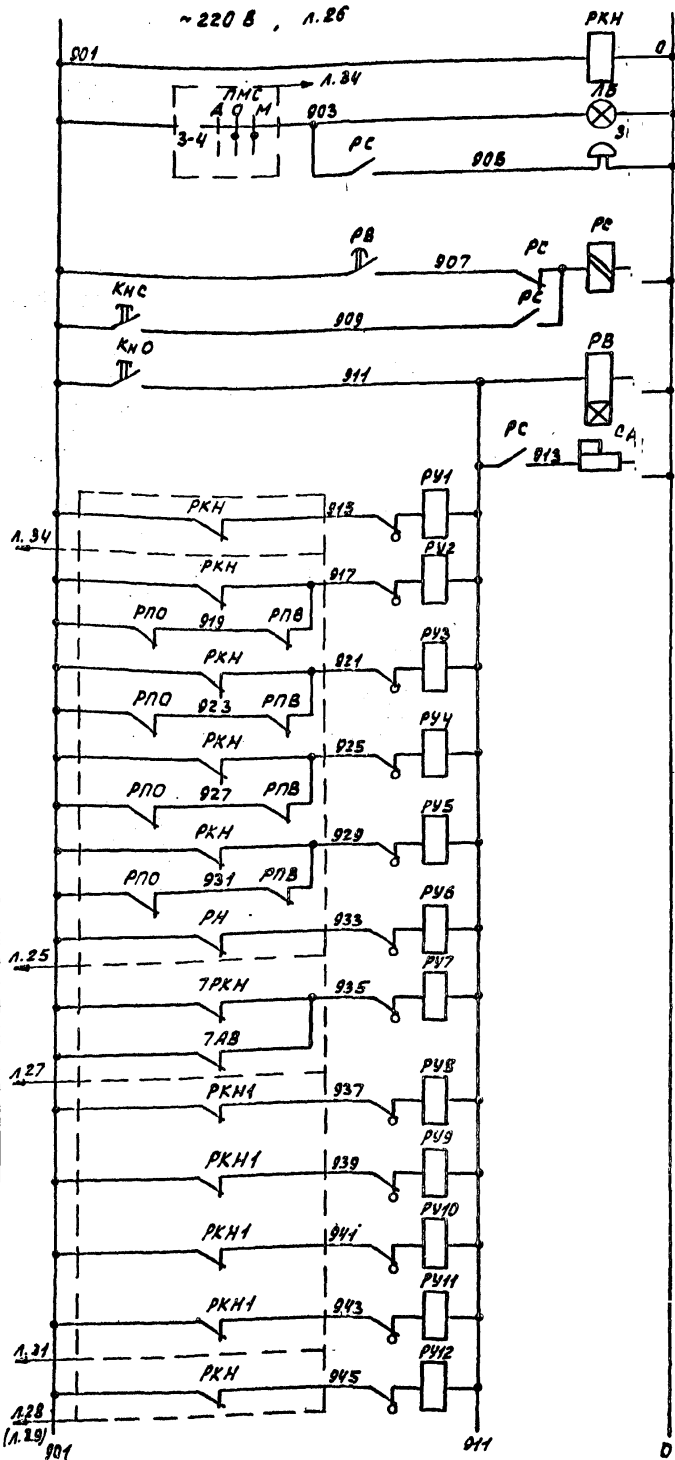 ~220 В, Л.26
901
РКН
0
Л.34
ПМС
ЛВ
А О М
903
3-4
РС
905
РВ
РС
907
РС
КнС
РС
909
КнО
911
РВ
РС
СА
913
РКН
915
РУ1
Л.34
РКН
917
РУ2
РПО
919
РПВ
РКН
921
РУ3
РПО
923
РПВ
РКН
925
РУ4
РПО
927
РПВ
РКН
929
РУ5
РПО
931
РПВ
РН
933
РУ6
Л.25
7РКН
935
РУ7
7АВ
Л.27
РКН1
937
РУ8
РКН1
939
РУ9
РКН1
941
РУ10
РКН1
943
РУ11
Л.31
РКН
945
РУ12
Л.28
(Л.29)
901
911
0